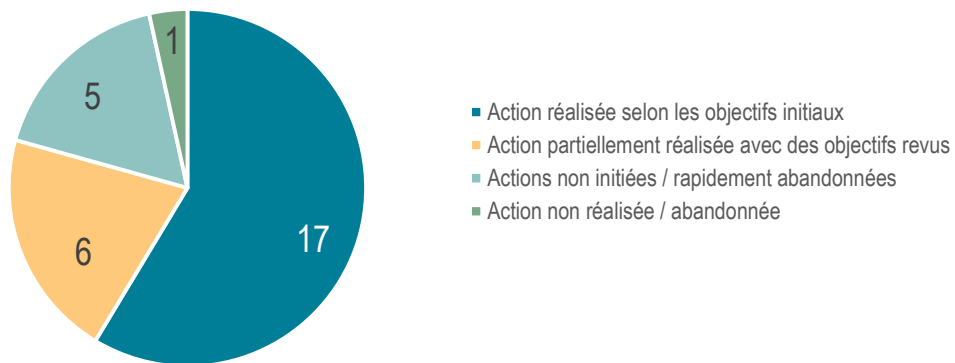 1
5
6
17
Action réalisée selon les objectifs initiaux
Action partiellement réalisée avec des objectifs revus
Actions non initiées / rapidement abandonnées
Action non réalisée / abandonnée